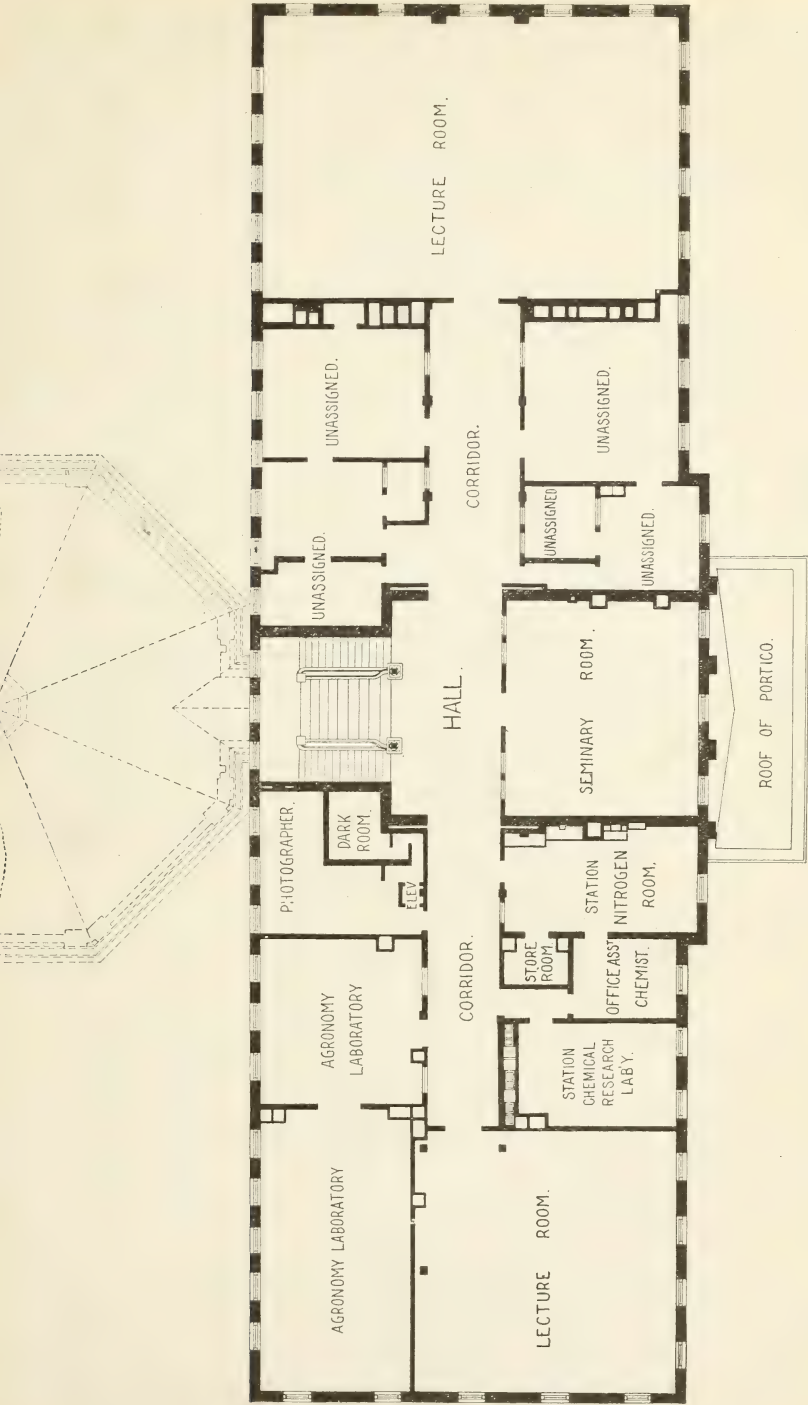 LECTURE ROOM.
UNASSIGNED.
UNASSIGNED.
UNASSIGNED.
UNASSIGNED
UNASSIGNED.
CORRIDOR.
HALL.
SEMINARY ROOM.
ROOF OF PORTICO.
PHOTOGRAPHER.
DARK
ROOM.
ELEV
STATION
NITROGEN
ROOM.
STORE
ROOM.
OFFICE ASS'T
CHEMIST.
CORRIDOR.
AGRONOMY
LABORATORY
STATION
CHEMICAL
RESEARCH
LAB'Y.
AGRONOMY LABORATORY
LECTURE ROOM.